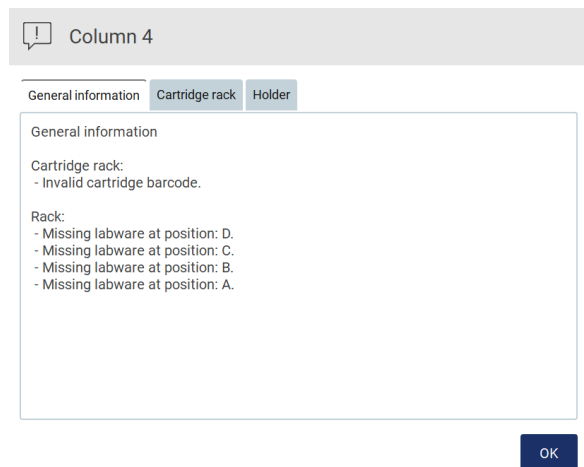 Column 4
General information Cartridge rack Holder
General information
Cartridge rack:
- Invalid cartridge barcode.
Rack:
- Missing labware at position: D.
- Missing labware at position: C.
- Missing labware at position: B.
- Missing labware at position: A.
OK